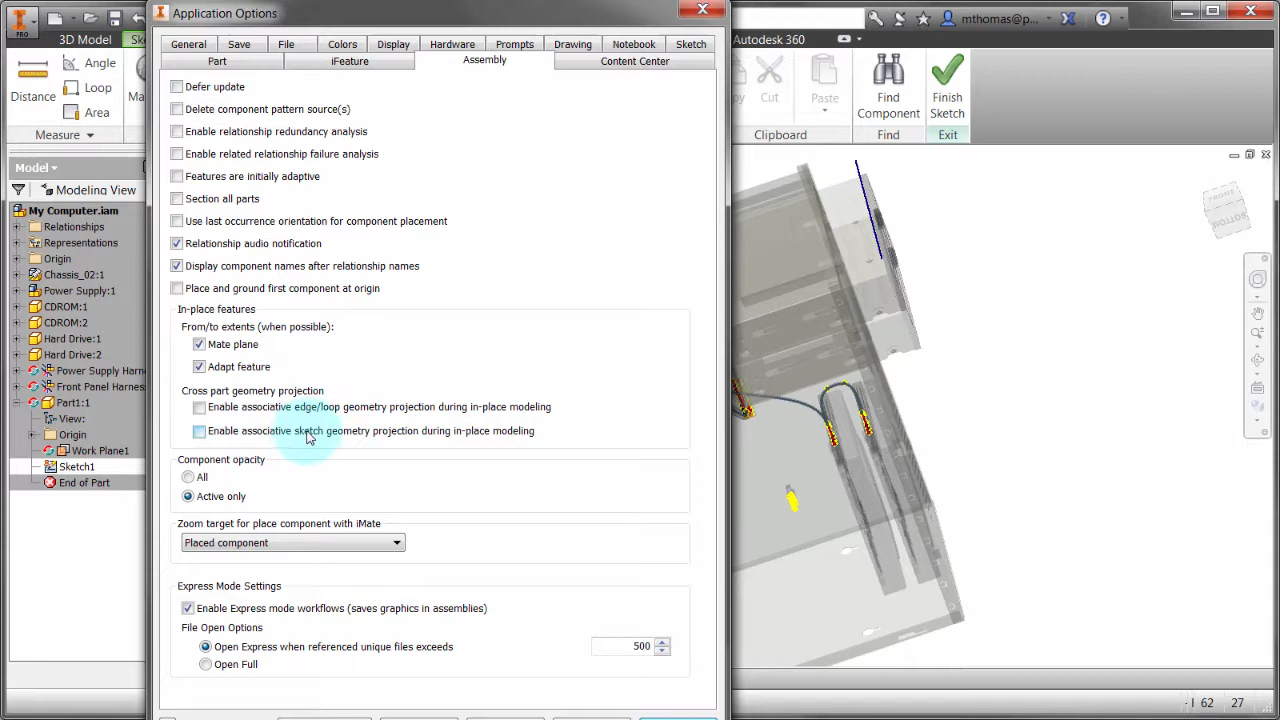 Application Options
mthomas@p...
PRO
3D Model
General Save File Colors Display Hardware Prompts Drawing Notebook Sketch
Autodesk 360
Part iFeature Assembly Content Center
Distance
Angle
Loop
Area
Measure
Cut
Paste
Find
Component
Finish
Sketch
Clipboard
Find
Exit
Defer update
Delete component pattern source(s)
Enable relationship redundancy analysis
Enable related relationship failure analysis
Features are initially adaptive
Section all parts
Use last occurrence orientation for component placement
Relationship audio notification
Display component names after relationship names
Place and ground first component at origin
In-place features
From/to extents (when possible):
Mate plane
Adapt feature
Cross part geometry projection
Enable associative edge/loop geometry projection during in-place modeling
Enable associative sketch geometry projection during in-place modeling
Component opacity
All
Active only
Zoom target for place component with iMate
Placed component
Express Mode Settings
Enable Express mode workflows (saves graphics in assemblies)
File Open Options
Open Express when referenced unique files exceeds 500
Open Full
Model
Modeling View
My Computer.iam
Relationships
Representations
Origin
Chassis_02:1
Power Supply:1
CDROM:1
CDROM:2
Hard Drive:1
Hard Drive:2
Power Supply Harne
Front Panel Harnes
Part1:1
View:
Origin
Work Plane1
Sketch1
End of Part
FRONT
BOTTOM
62 27